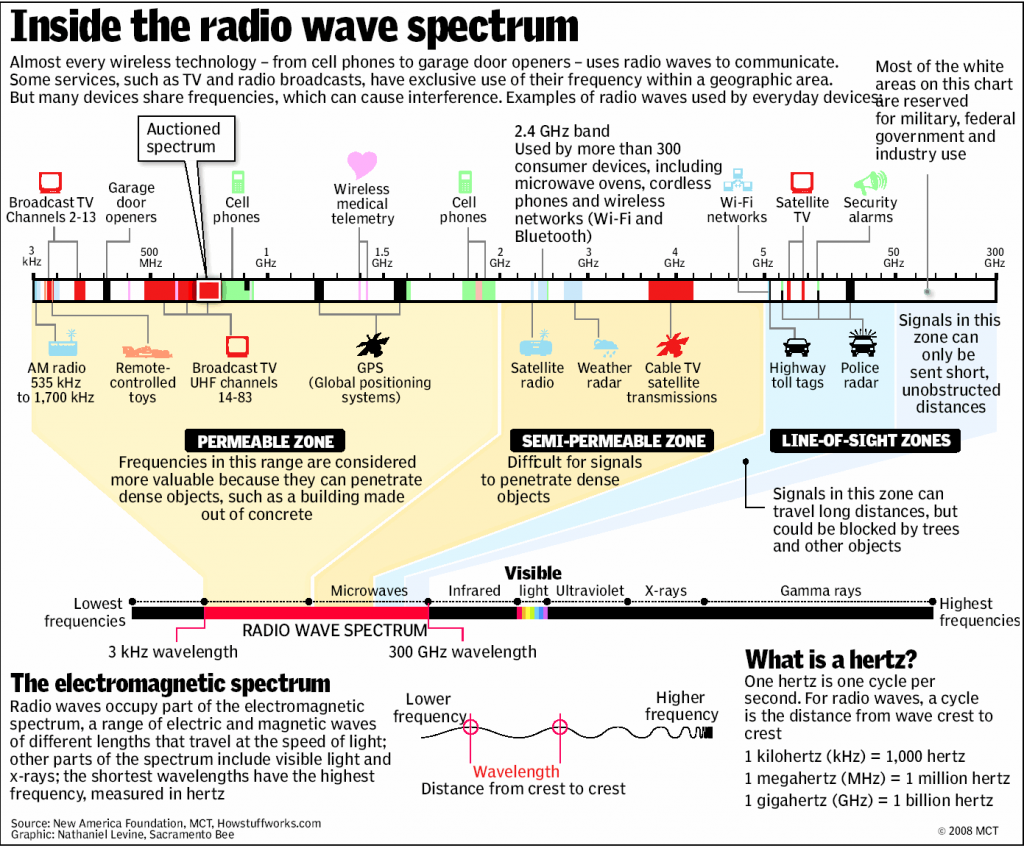 Inside the radio wave spectrum
Almost every wireless technology – from cell phones to garage door openers – uses radio waves to communicate.
Some services, such as TV and radio broadcasts, have exclusive use of their frequency within a geographic area.
But many devices share frequencies, which can cause interference. Examples of radio waves used by everyday devices:
Most of the white
areas on this chart
are reserved
for military, federal
government and
industry use
Auctioned
spectrum
2.4 GHz band
Used by more than 300
consumer devices, including
microwave ovens, cordless
phones and wireless
networks (Wi-Fi and
Bluetooth)
Broadcast TV
Channels 2-13
Garage
door
openers
Cell
phones
Wireless
medical
telemetry
Cell
phones
Wi-Fi
networks
Satellite
TV
Security
alarms
3
kHz
500
MHz
1
GHz
1.5
GHz
2
GHz
3
GHz
4
GHz
5
GHz
50
GHz
300
GHz
AM radio
535 kHz
to 1,700 kHz
Remote-
controlled
toys
Broadcast TV
UHF channels
14-83
GPS
(Global positioning
systems)
Satellite
radio
Weather
radar
Cable TV
satellite
transmissions
Highway
toll tags
Police
radar
Signals in this
zone can
only be
sent short,
unobstructed
distances
PERMEABLE ZONE
Frequencies in this range are considered
more valuable because they can penetrate
dense objects, such as a building made
out of concrete
SEMI-PERMEABLE ZONE
Difficult for signals
to penetrate dense
objects
LINE-OF-SIGHT ZONES
Signals in this zone can
travel long distances, but
could be blocked by trees
and other objects
Lowest
frequencies
Microwaves
Infrared
Visible
light
Ultraviolet
X-rays
Gamma rays
Highest
frequencies
RADIO WAVE SPECTRUM
3 kHz wavelength
300 GHz wavelength
The electromagnetic spectrum
Radio waves occupy part of the electromagnetic
spectrum, a range of electric and magnetic waves
of different lengths that travel at the speed of light;
other parts of the spectrum include visible light and
x-rays; the shortest wavelengths have the highest
frequency, measured in hertz
Lower
frequency
Higher
frequency
Wavelength
Distance from crest to crest
What is a hertz?
One hertz is one cycle per
second. For radio waves, a cycle
is the distance from wave crest to
crest
1 kilohertz (kHz) = 1,000 hertz
1 megahertz (MHz) = 1 million hertz
1 gigahertz (GHz) = 1 billion hertz
Source: New America Foundation, MCT, Howstuffworks.com
Graphic: Nathaniel Levine, Sacramento Bee
© 2008 MCT